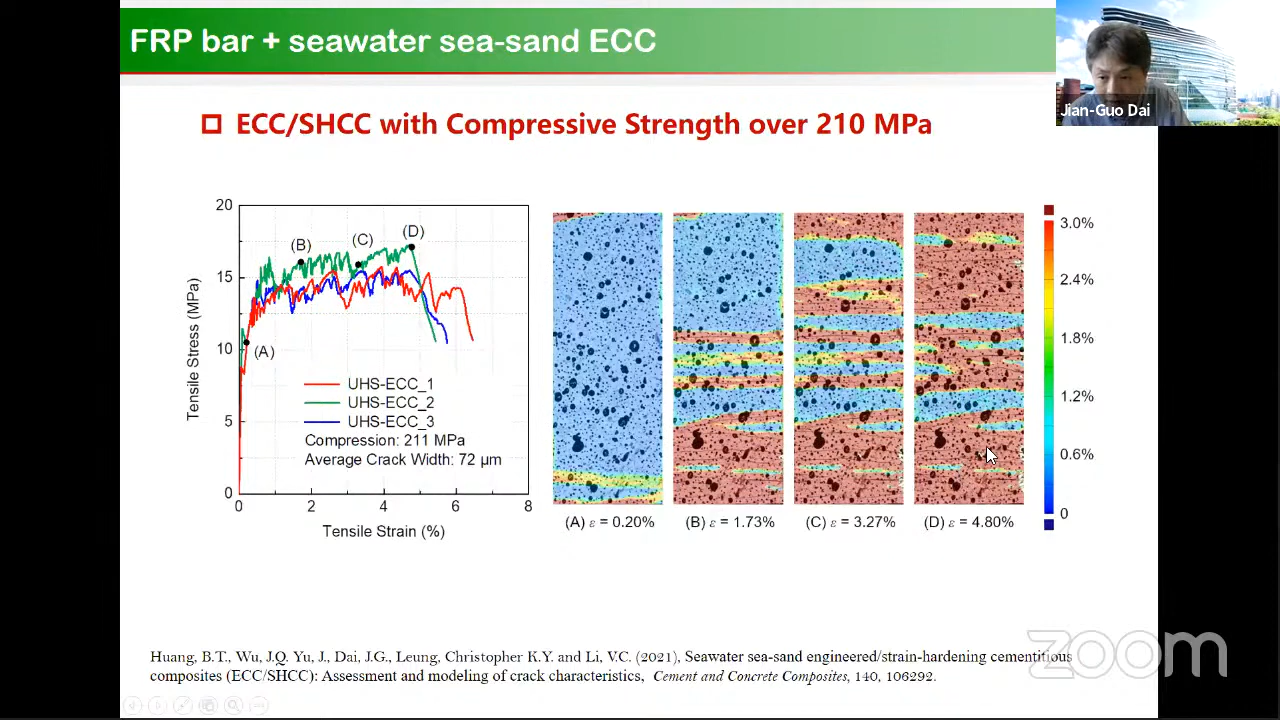 FRP bar + seawater sea-sand ECC
Jian-Guo Dai
ECC/SHCC with Compressive Strength over 210 MPa
20
15
10
5
0
Tensile Stress (MPa)
(A)
(B)
(C)
(D)
UHS-ECC_1
UHS-ECC_2
UHS-ECC_3
Compression: 211 MPa
Average Crack Width: 72 μm
0 2 4 6 8
Tensile Strain (%)
(A) ε = 0.20%
(B) ε = 1.73%
(C) ε = 3.27%
(D) ε = 4.80%
3.0%
2.4%
1.8%
1.2%
0.6%
0
Huang, B.T., Wu, J.Q. Yu, J., Dai, J.G., Leung, Christopher K.Y. and Li, V.C. (2021), Seawater sea-sand engineered/strain-hardening cementitious
composites (ECC/SHCC): Assessment and modeling of crack characteristics, Cement and Concrete Composites, 140, 106292.
zoom